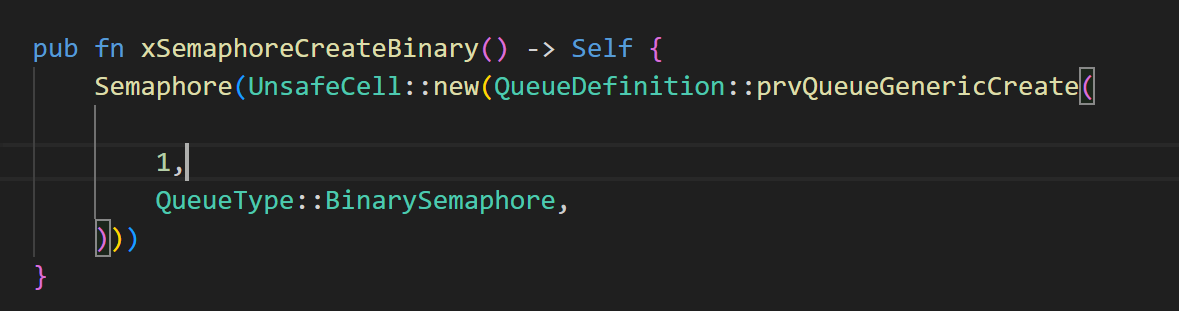 pub fn xSemaphoreCreateBinary() -> Self {
Semaphore(UnsafeCell::new(QueueDefinition::prvQueueGenericCreate(
1,
QueueType::BinarySemaphore,
)))
}